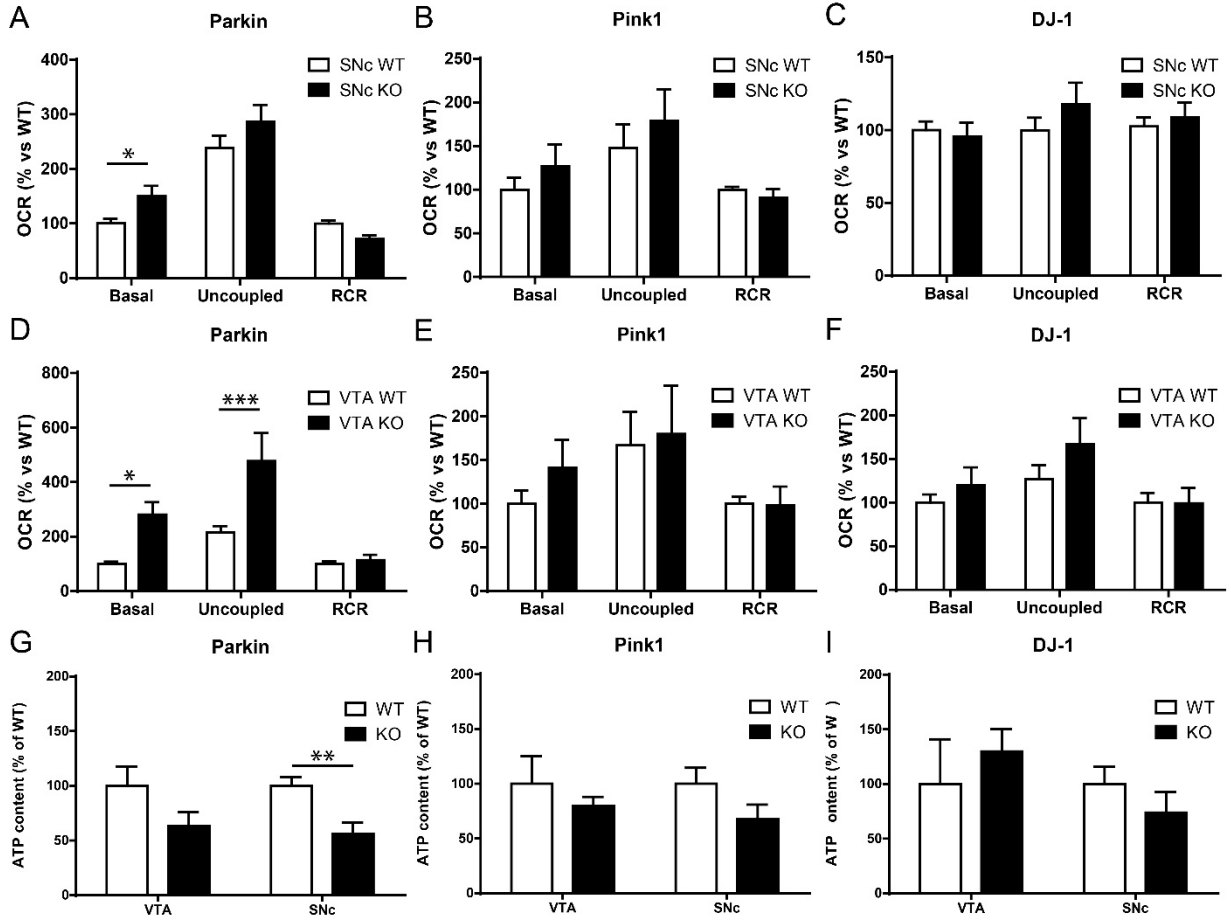 A
Parkin
OCR (% vs WT)
400
300
200
100
0
*
SNc WT
SNc KO
Basal Uncoupled RCR
B
Pink1
OCR (% vs WT)
250
200
150
100
50
0
SNc WT
SNc KO
Basal Uncoupled RCR
C
DJ-1
OCR (% vs WT)
150
100
50
0
SNc WT
SNc KO
Basal Uncoupled RCR
D
Parkin
OCR (% vs WT)
800
600
400
200
0
*
***
VTA WT
VTA KO
Basal Uncoupled RCR
E
Pink1
OCR (% vs WT)
250
200
150
100
50
0
VTA WT
VTA KO
Basal Uncoupled RCR
F
DJ-1
OCR (% vs WT)
250
200
150
100
50
0
VTA WT
VTA KO
Basal Uncoupled RCR
G
Parkin
ATP content (% of WT)
200
150
100
50
0
**
WT
KO
VTA SNc
H
Pink1
ATP content (% of WT)
200
150
100
50
0
WT
KO
VTA SNc
I
DJ-1
ATP ontent (% of W )
200
150
100
50
0
WT
KO
VTA SNc